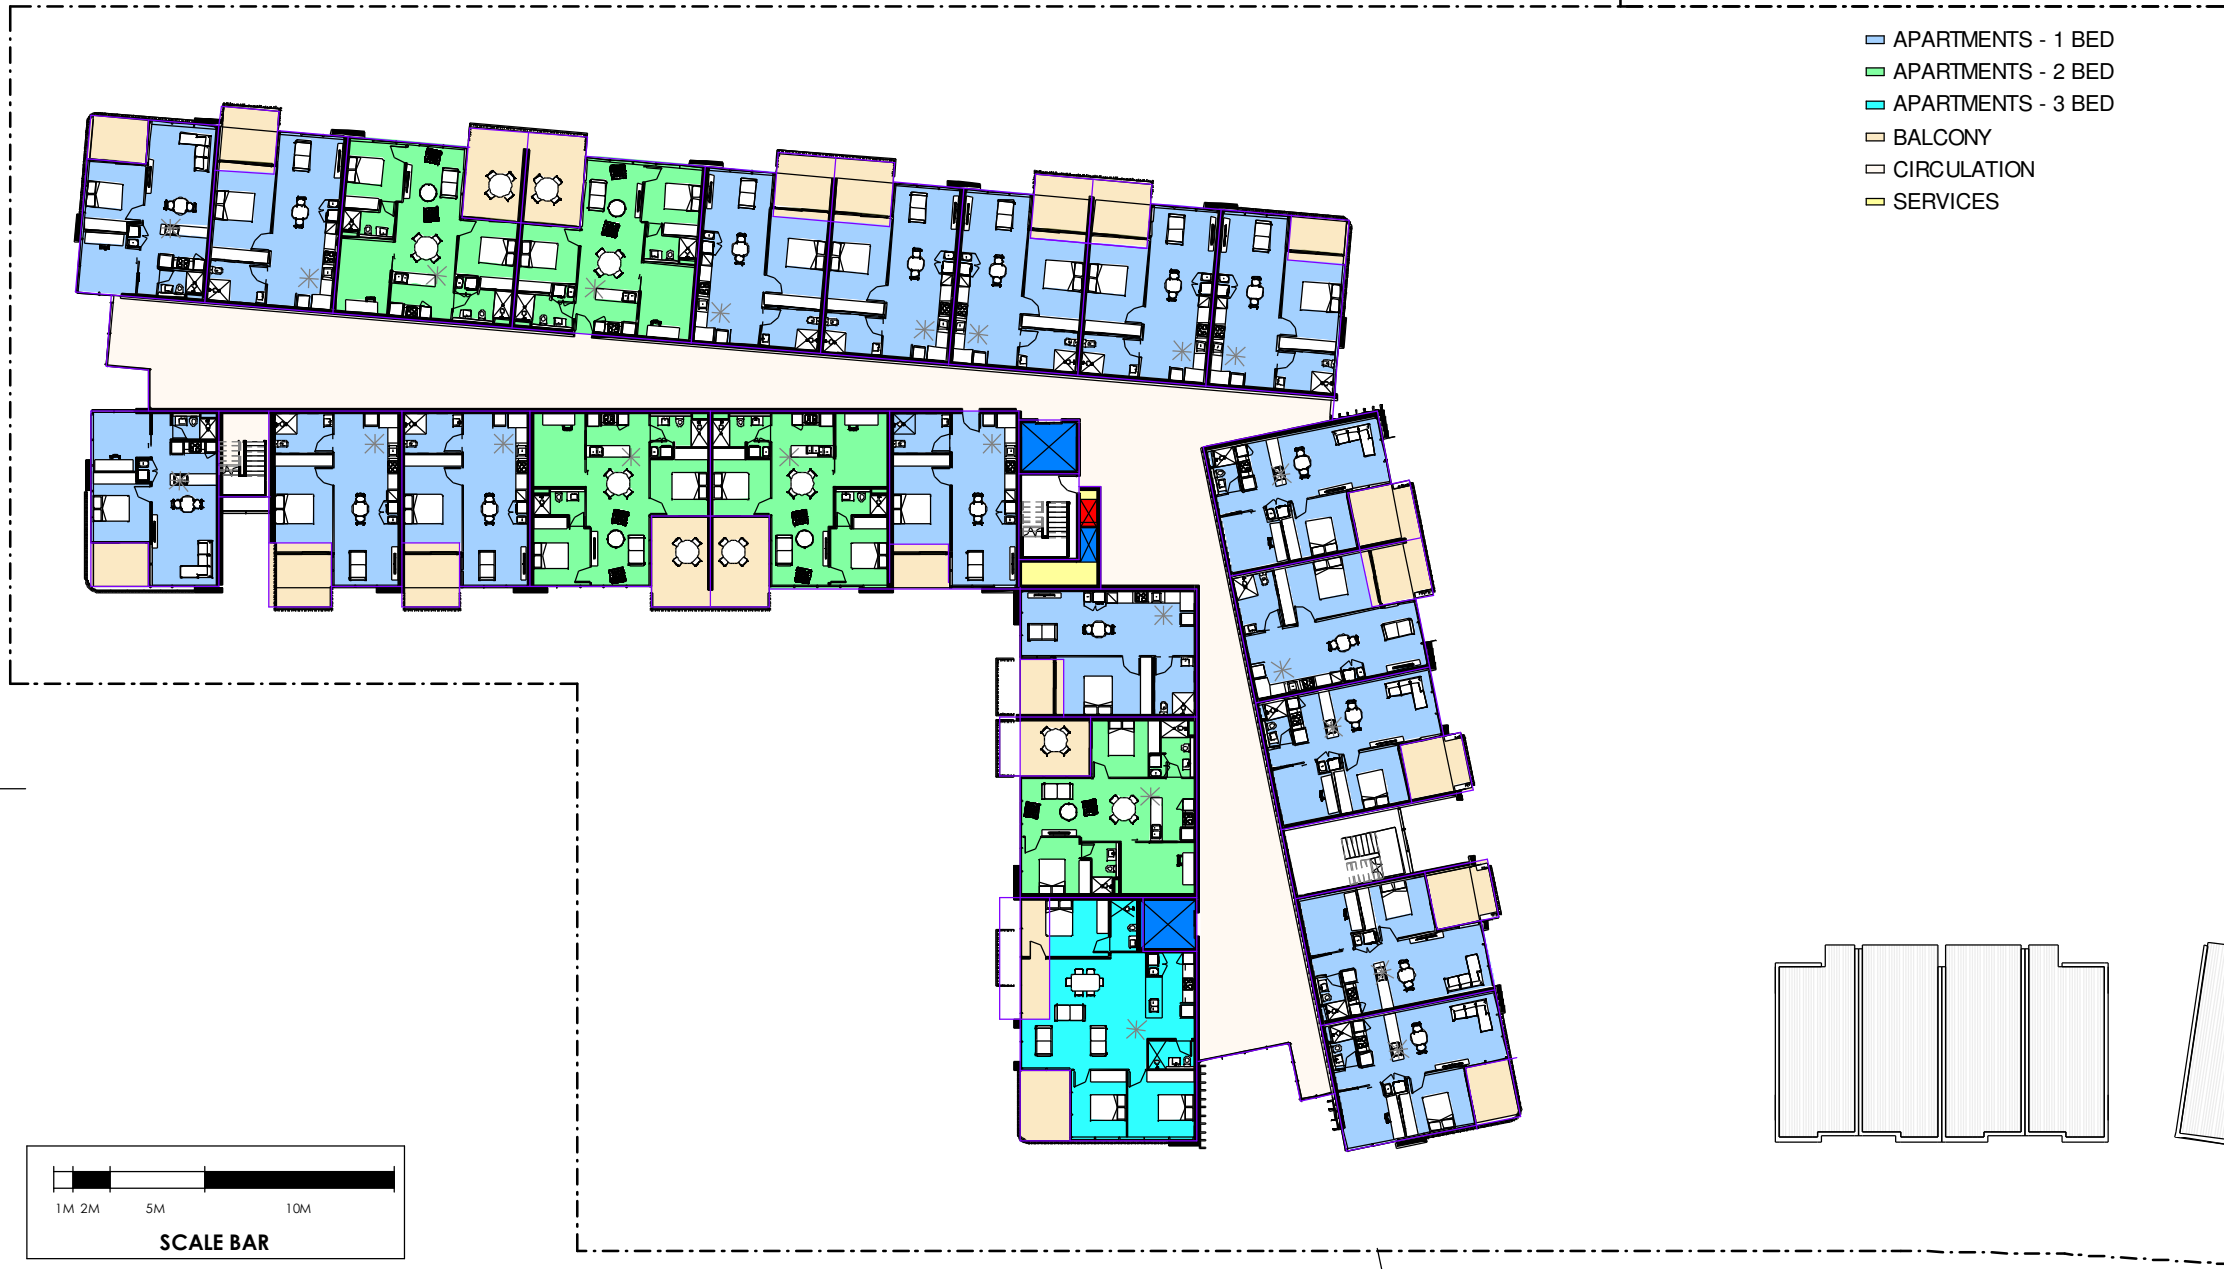 APARTMENTS - 1 BED
APARTMENTS - 2 BED
APARTMENTS - 3 BED
BALCONY
CIRCULATION
SERVICES
1M 2M 5M 10M
SCALE BAR